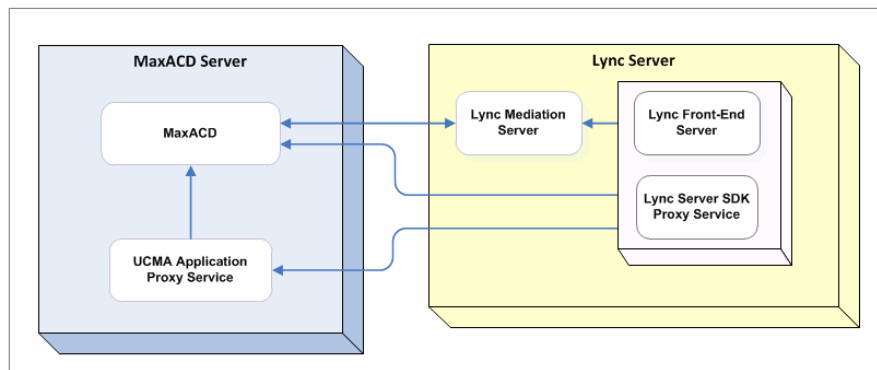 MaxACD Server
Lync Server
MaxACD
Lync Mediation
Server
Lync Front-End
Server
Lync Server SDK
Proxy Service
UCMA Application
Proxy Service